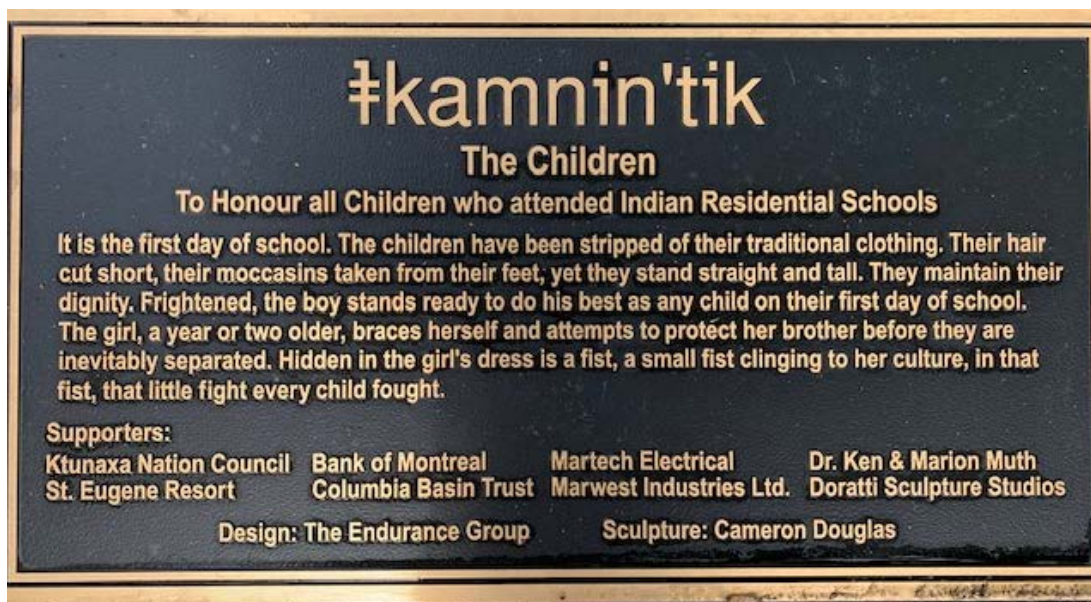 ǂkamnin'tik
The Children
To Honour all Children who attended Indian Residential Schools
It is the first day of school. The children have been stripped of their traditional clothing. Their hair
cut short, their moccasins taken from their feet, yet they stand straight and tall. They maintain their
dignity. Frightened, the boy stands ready to do his best as any child on their first day of school.
The girl, a year or two older, braces herself and attempts to protect her brother before they are
inevitably separated. Hidden in the girl's dress is a fist, a small fist clinging to her culture, in that
fist, that little fight every child fought.
Supporters:
Ktunaxa Nation Council Bank of Montreal Martech Electrical Dr. Ken & Marion Muth
St. Eugene Resort Columbia Basin Trust Marwest Industries Ltd. Doratti Sculpture Studios
Design: The Endurance Group Sculpture: Cameron Douglas